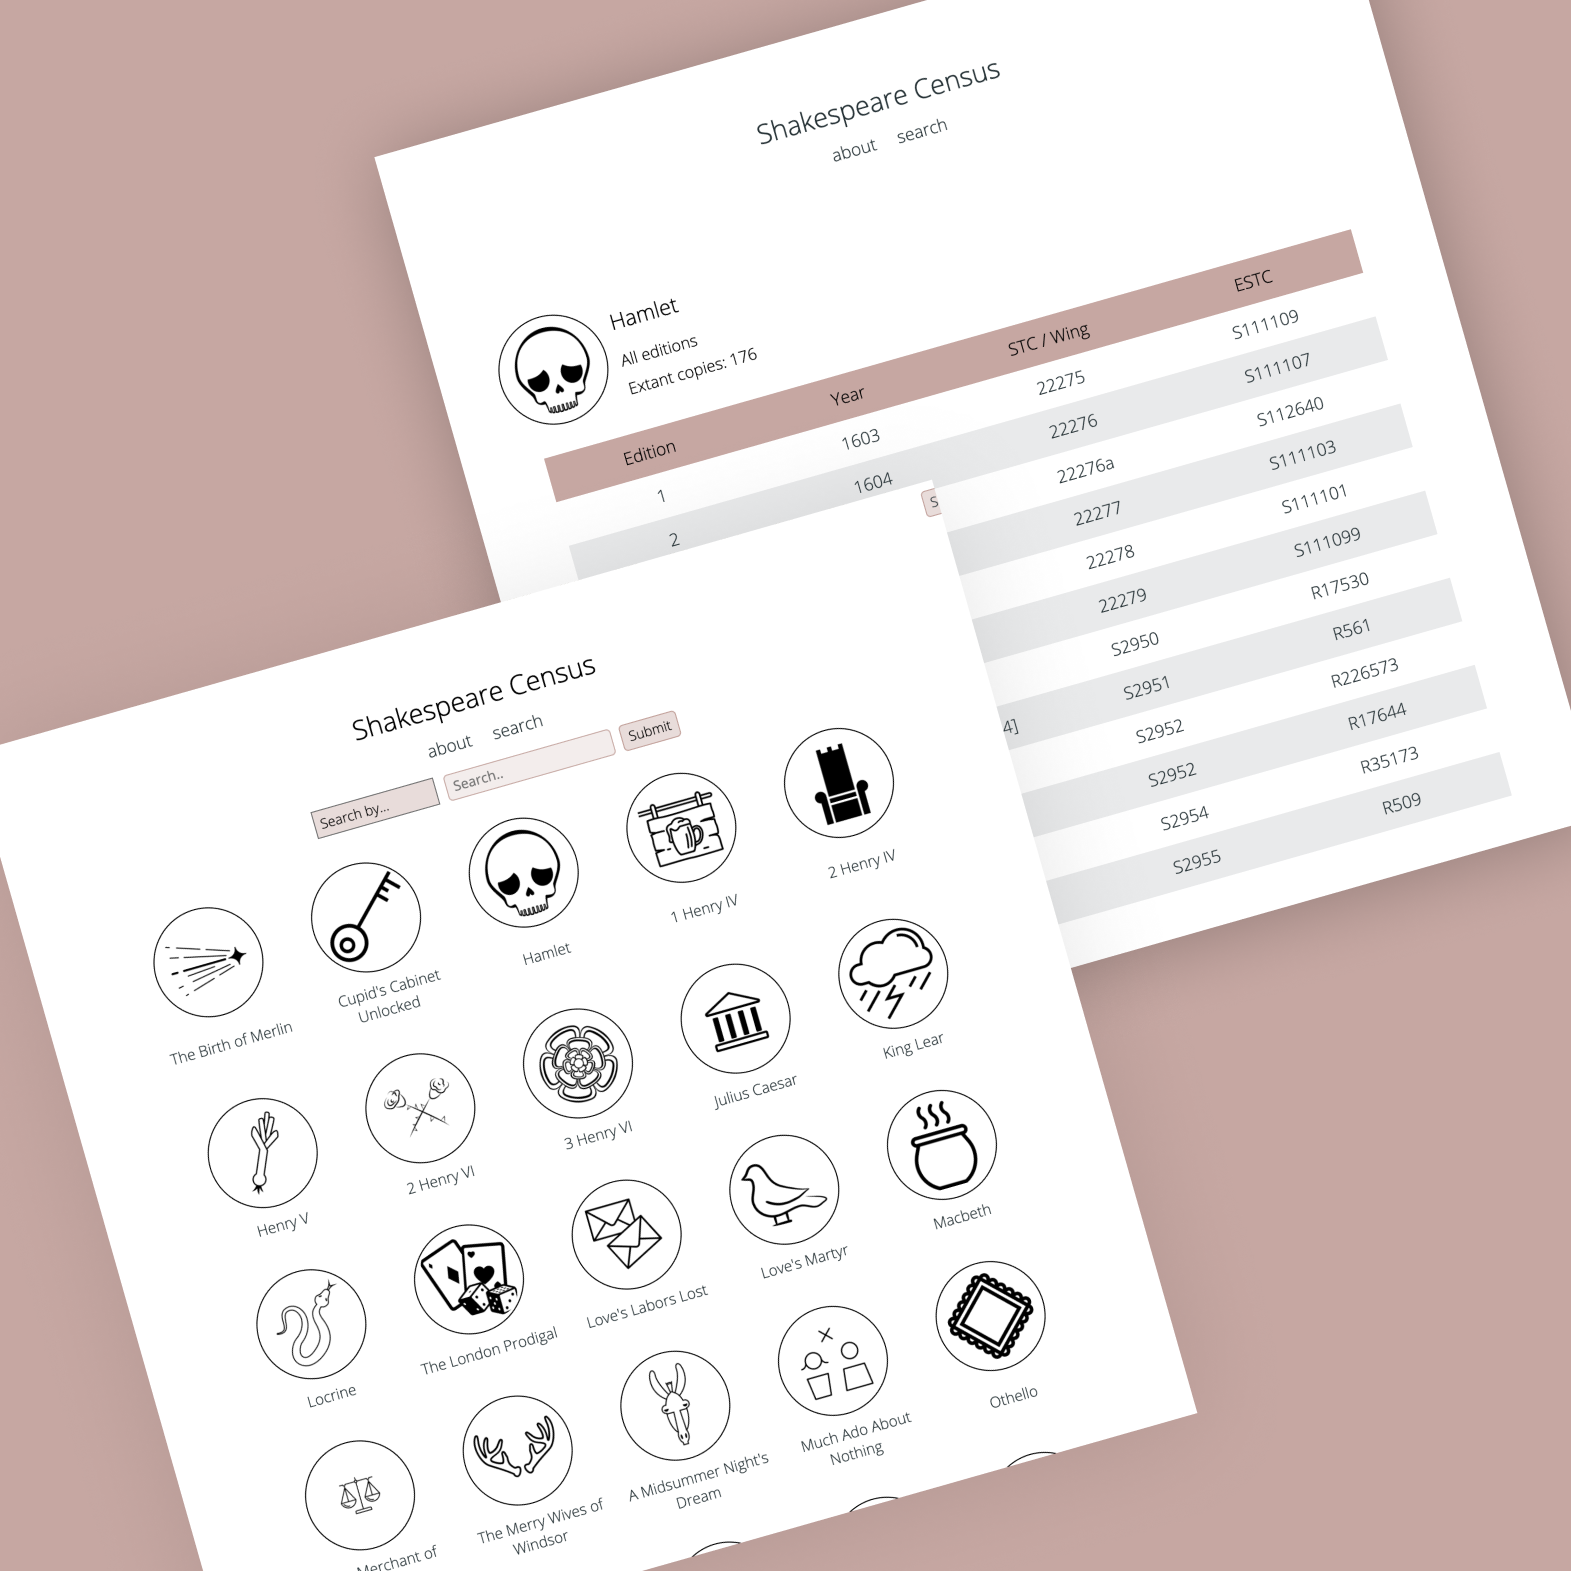 Shakespeare Census
about search
Hamlet
All editions
Extant copies: 176
Edition Year STC / Wing ESTC
1 1603 22275 S111109
2 1604 22276 S111107
22276a S112640
22277 S111103
22278 S111101
22279 S111099
S2950 R17530
4] S2951 R561
S2952 R226573
S2952 R17644
S2954 R35173
S2955 R509
S
Shakespeare Census
about search
Search by... Search.. Submit
The Birth of Merlin
Cupid's Cabinet
Unlocked
Hamlet
1 Henry IV
2 Henry IV
Henry V
2 Henry VI
3 Henry VI
Julius Caesar
King Lear
Locrine
The London Prodigal
Love's Labors Lost
Love's Martyr
Macbeth
Merchant of
The Merry Wives of
Windsor
A Midsummer Night's
Dream
Much Ado About
Nothing
Othello